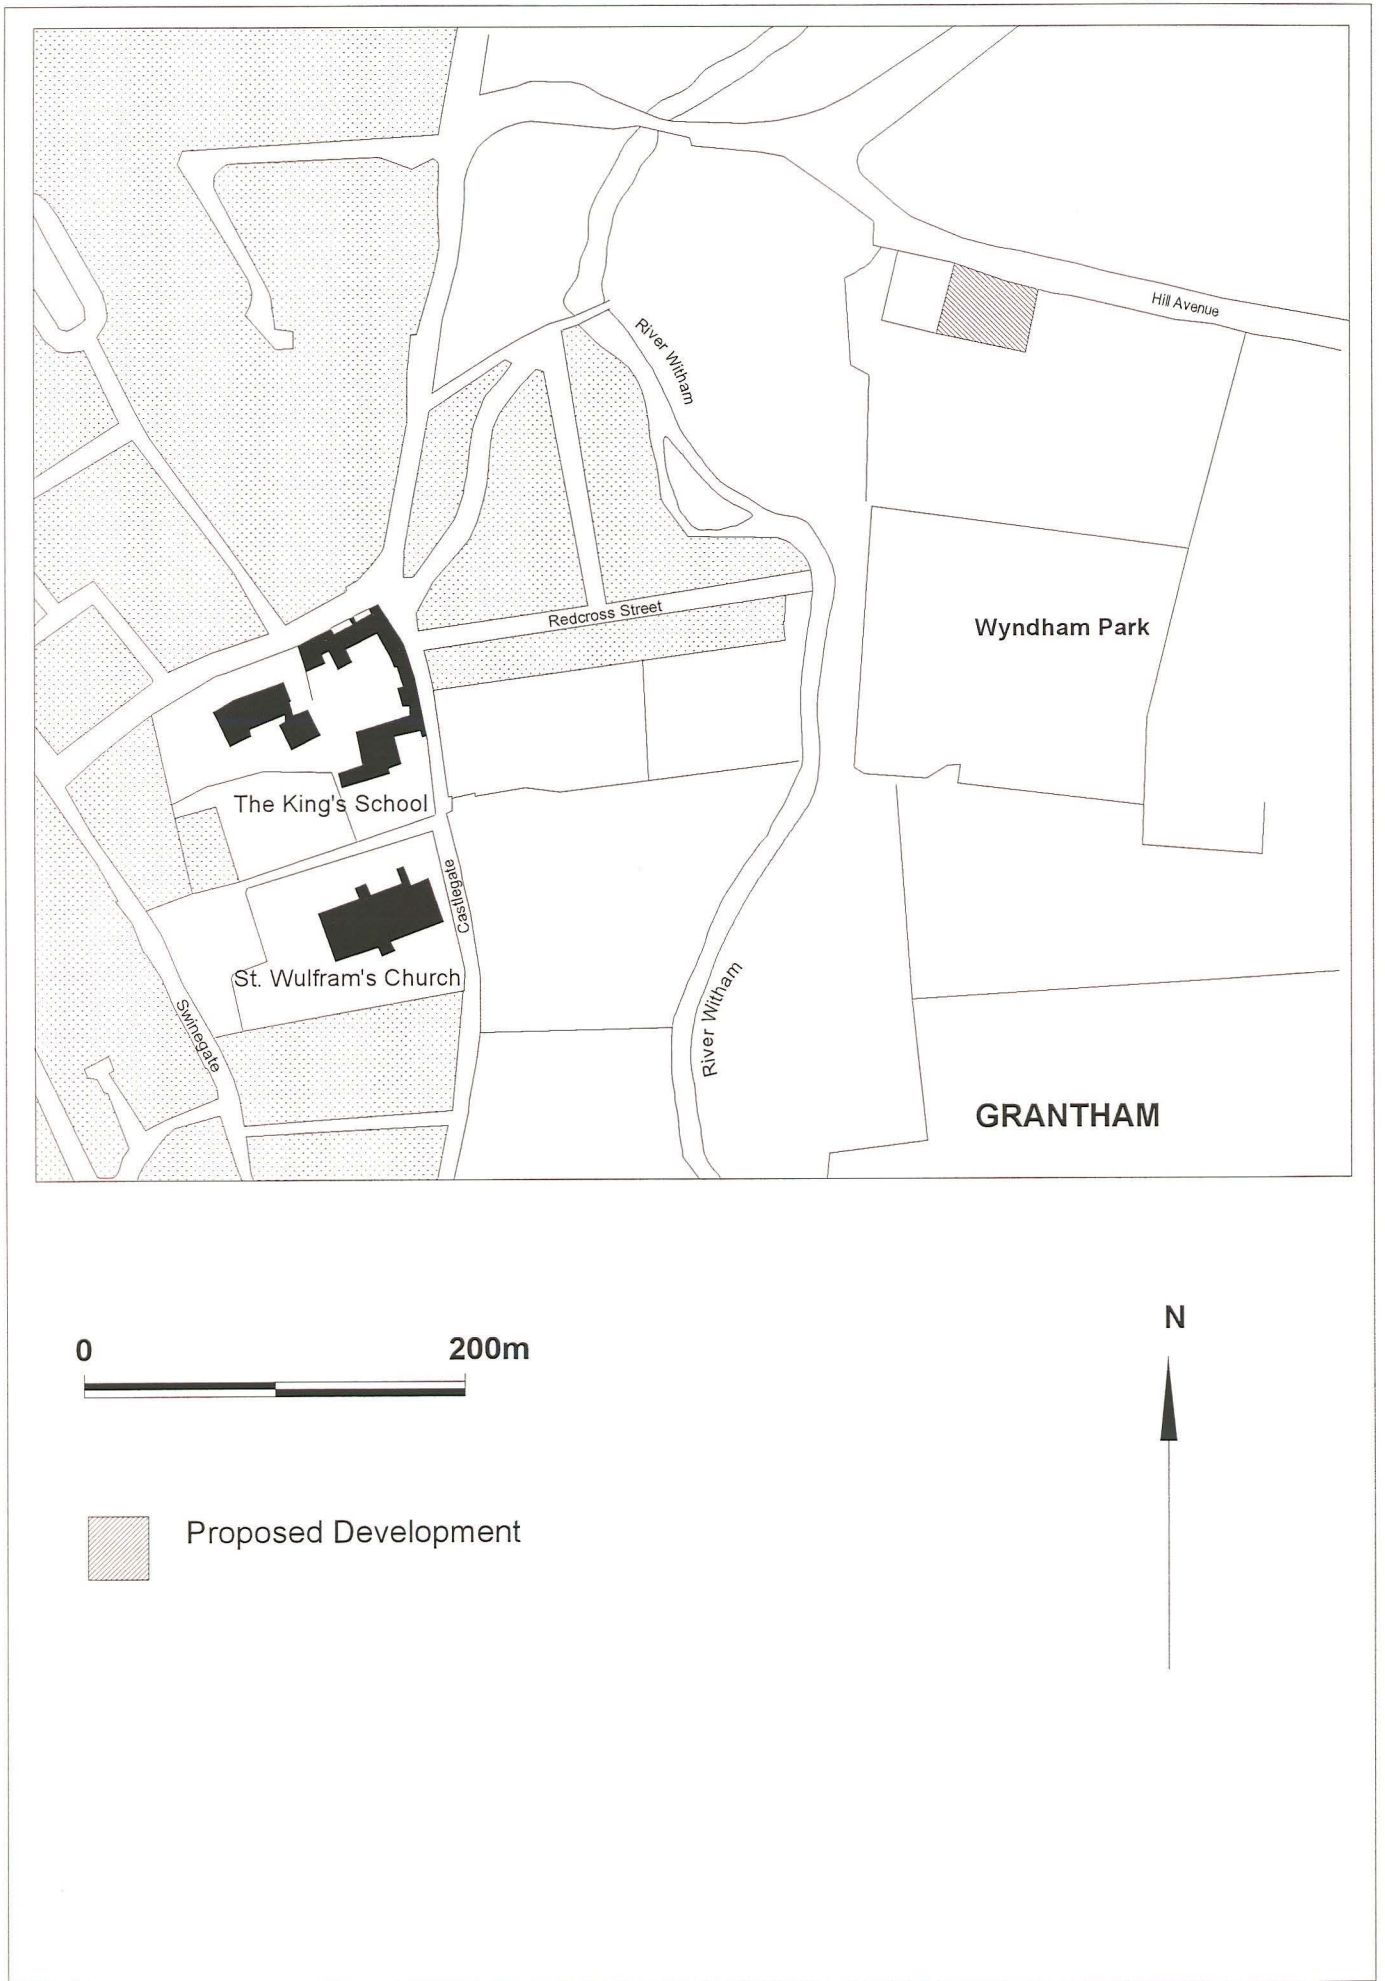 Hill Avenue
River Witham
Redcross Street
Wyndham Park
The King's School
Castlegate
St. Wulfram's Church
River Witham
Swinegate
GRANTHAM
N
0 200m
Proposed Development